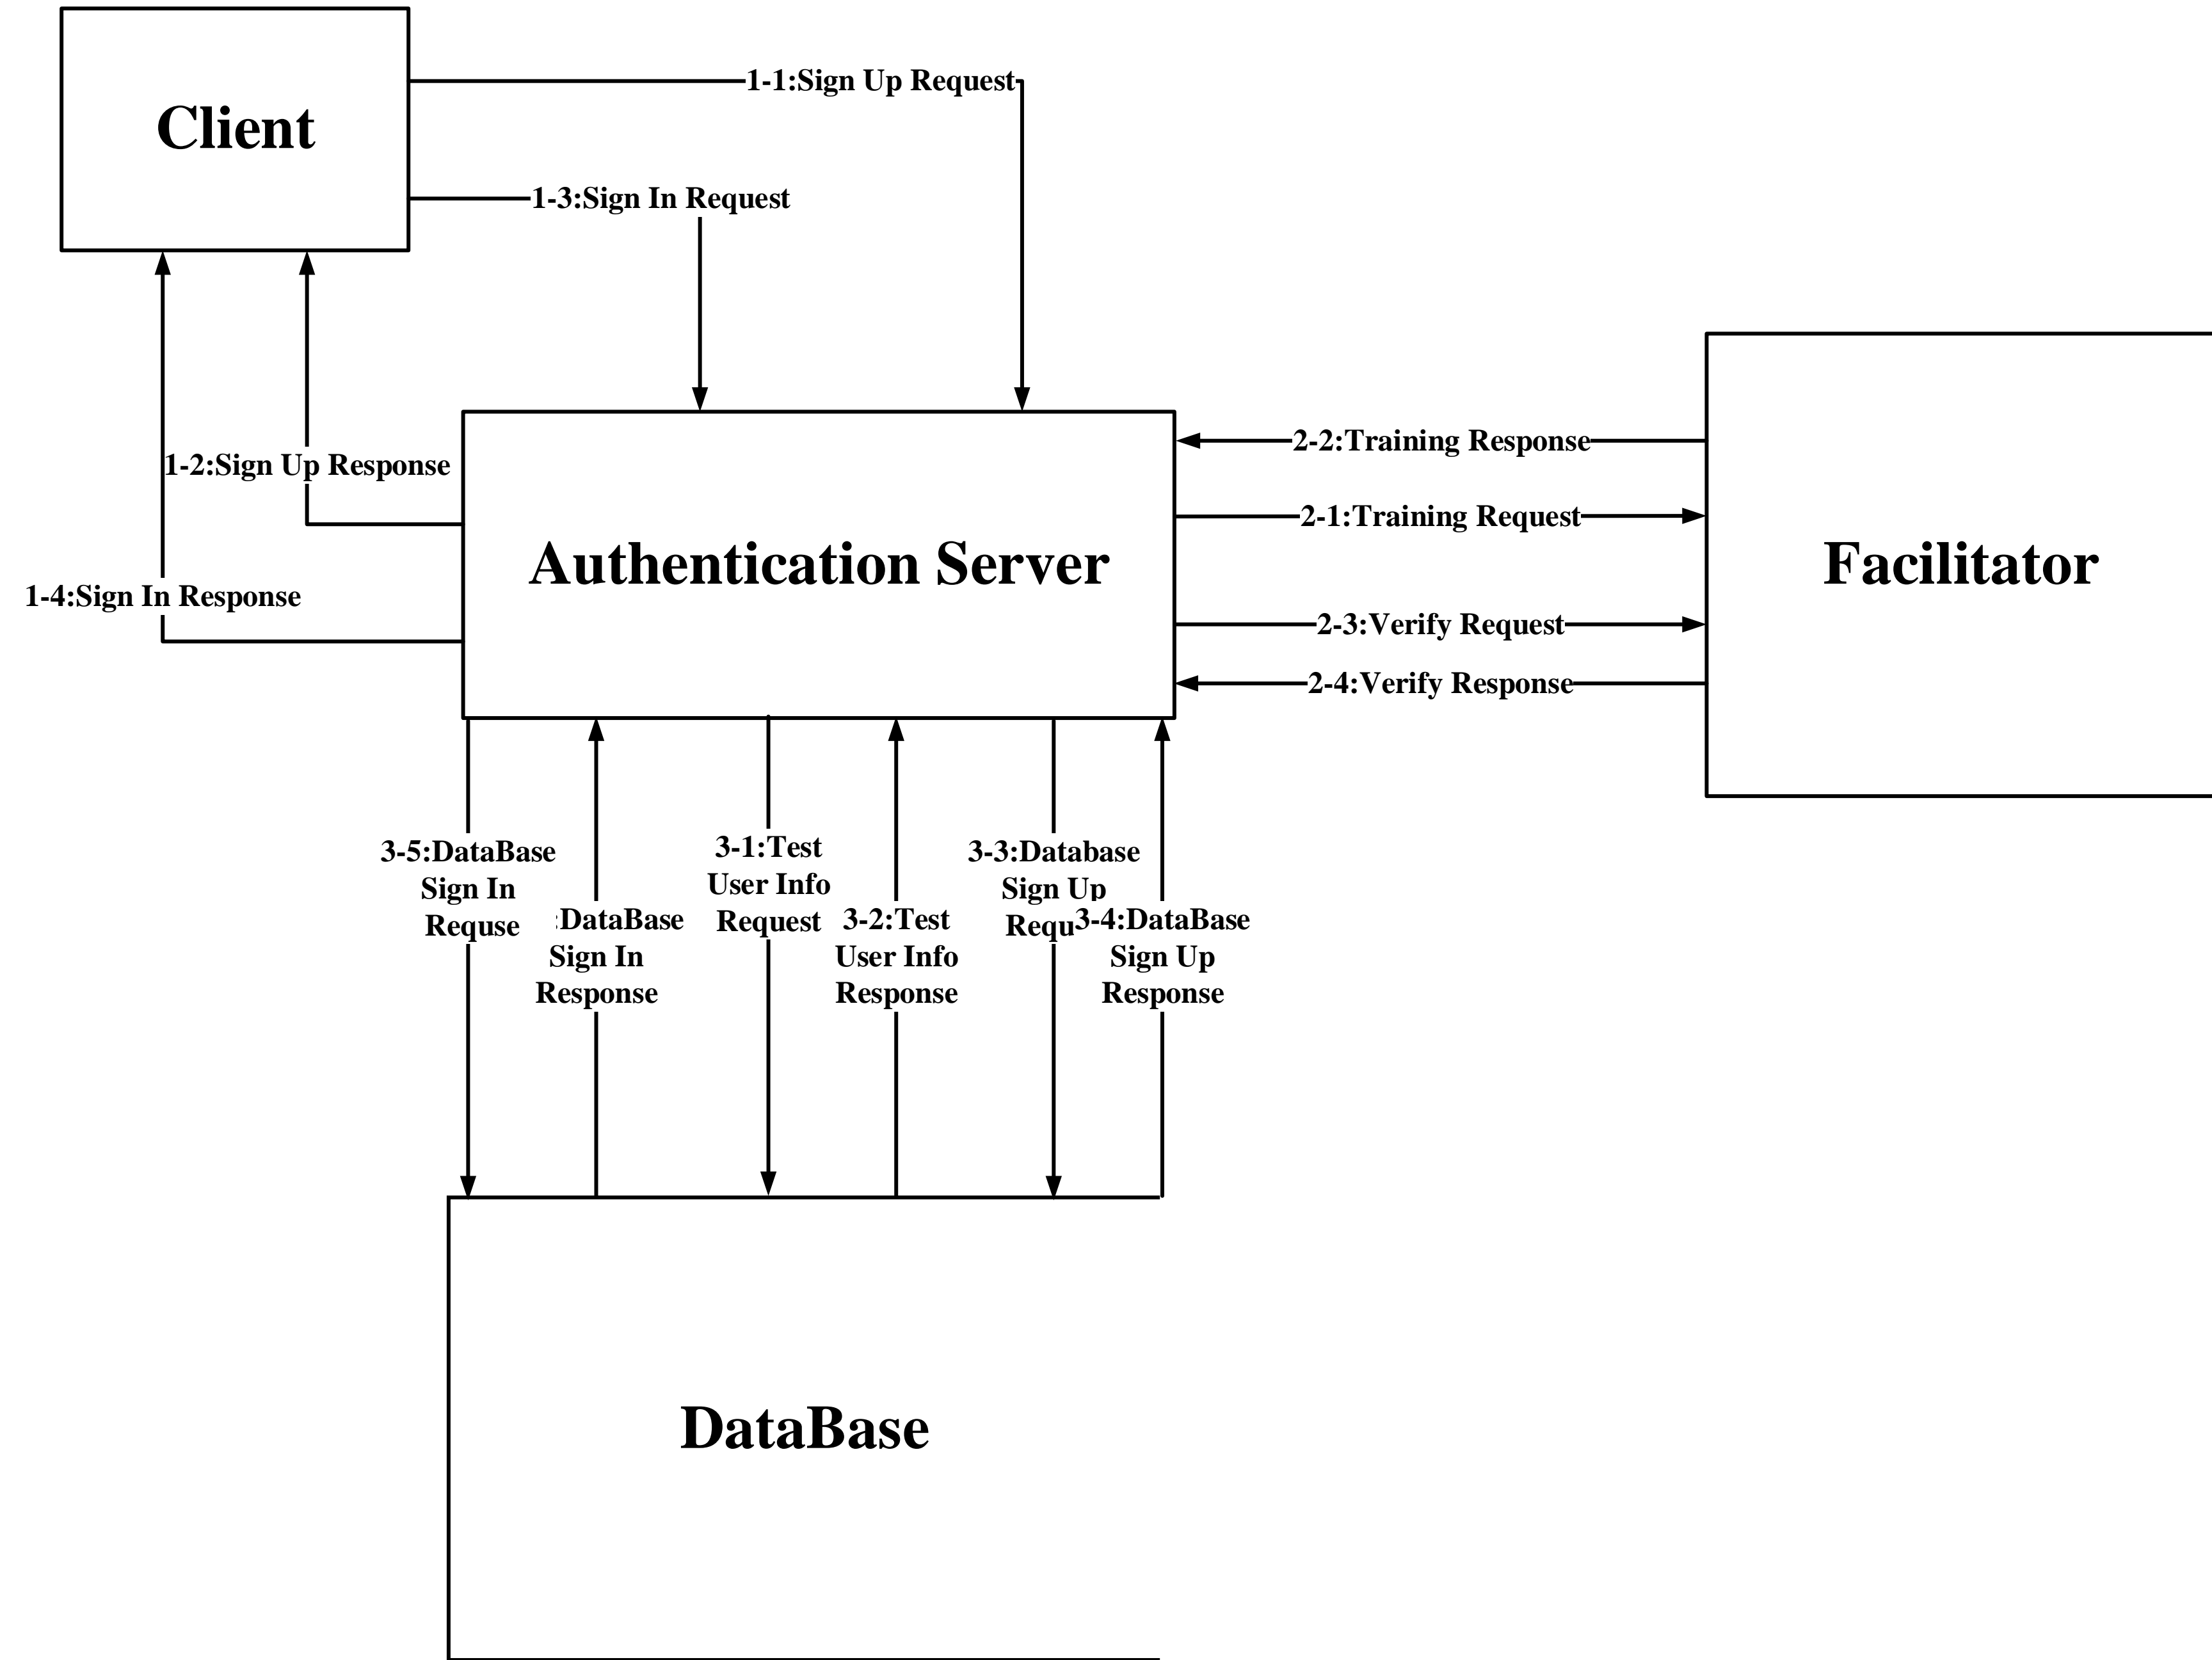 Client
1-1:Sign Up Request
1-3:Sign In Request
1-2:Sign Up Response
1-4:Sign In Response
Authentication Server
2-2:Training Response
2-1:Training Request
2-3:Verify Request
2-4:Verify Response
Facilitator
3-5:DataBase
Sign In
Requse
:DataBase
Sign In
Response
3-1:Test
User Info
Request
3-2:Test
User Info
Response
3-3:Database
Sign Up
Requ
3-4:DataBase
Sign Up
Response
DataBase